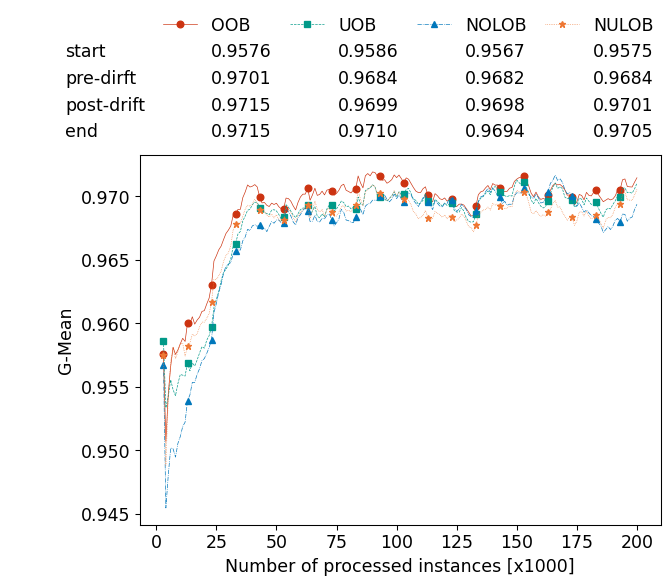 OOB UOB NOLOB NULOB
start 0.9576 0.9586 0.9567 0.9575
pre-dirft 0.9701 0.9684 0.9682 0.9684
post-drift 0.9715 0.9699 0.9698 0.9701
end 0.9715 0.9710 0.9694 0.9705
0.970
0.965
0.960
0.955
0.950
0.945
G-Mean
0 25 50 75 100 125 150 175 200
Number of processed instances [x1000]